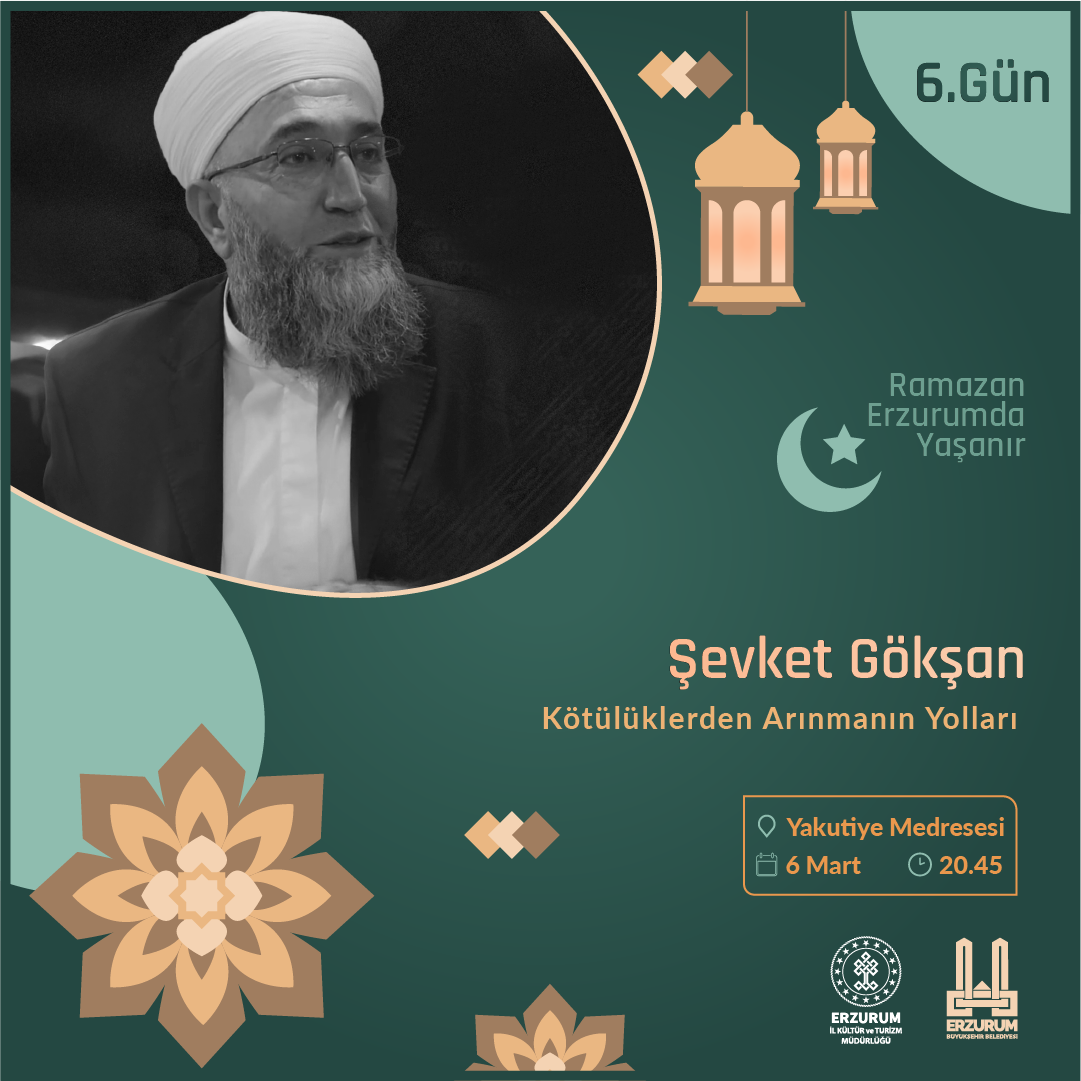 6.Gün
Ramazan
Erzurumda
Yaşanır
Şevket Gökşan
Kötülüklerden Arınmanın Yolları
Yakutiye Medresesi
6 Mart
20.45
ERZURUM
İL KÜLTÜR ve TURİZM
MÜDÜRLÜĞÜ
ERZURUM
BÜYÜKŞEHİR BELEDİYESİ